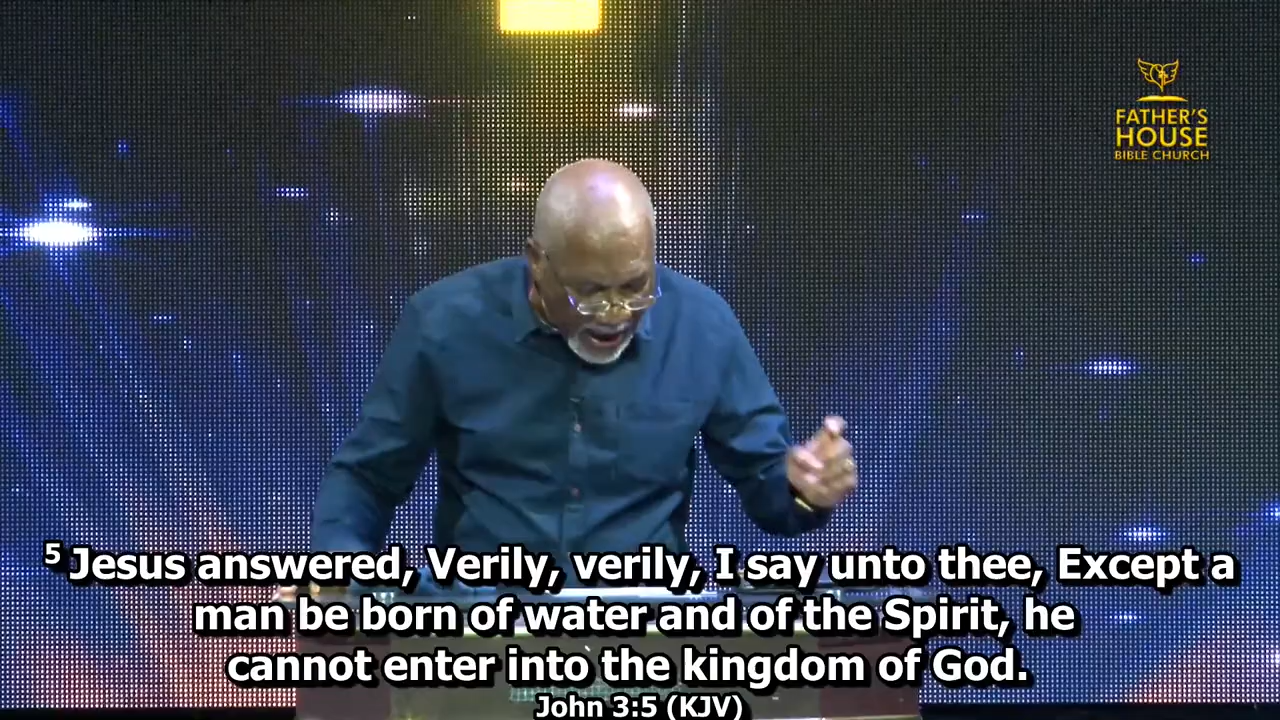 FATHER'S
HOUSE
BIBLE CHURCH
5 Jesus answered, Verily, verily, I say unto thee, Except a
man be born of water and of the Spirit, he
cannot enter into the kingdom of God.
John 3:5 (KJV)